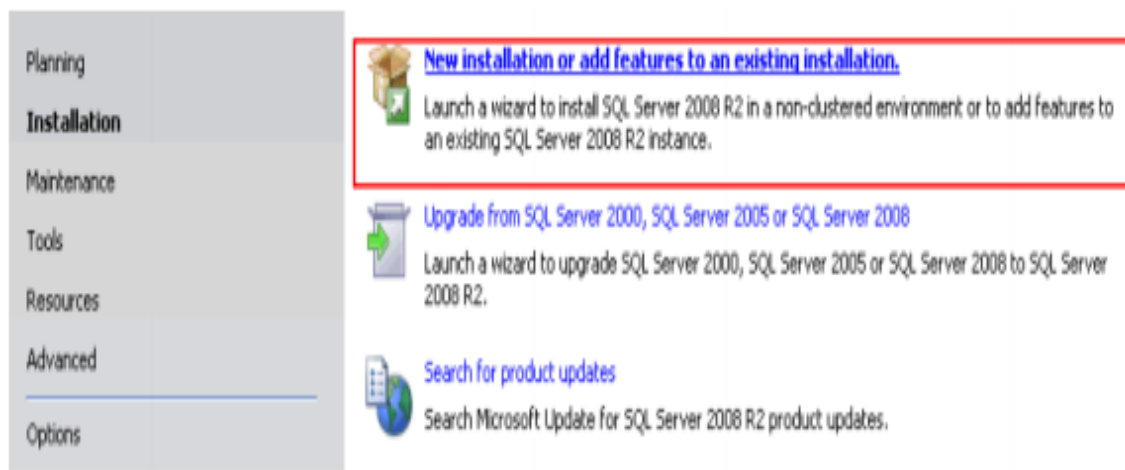 Planning
Installation
Maintenance
Tools
Resources
Advanced
Options
New installation or add features to an existing installation.
Launch a wizard to install SQL Server 2008 R2 in a non-clustered environment or to add features to
an existing SQL Server 2008 R2 instance.
Upgrade from SQL Server 2000, SQL Server 2005 or SQL Server 2008
Launch a wizard to upgrade SQL Server 2000, SQL Server 2005 or SQL Server 2008 to SQL Server
2008 R2.
Search for product updates
Search Microsoft Update for SQL Server 2008 R2 product updates.